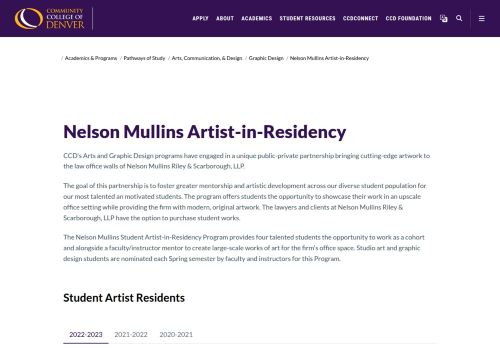 COMMUNITY
COLLEGE OF
DENVER
APPLY ABOUT ACADEMICS STUDENT RESOURCES CCDCONNECT CCD FOUNDATION
/ Academics & Programs / Pathways of Study / Arts, Communication, & Design / Graphic Design / Nelson Mullins Artist-in-Residency
Nelson Mullins Artist-in-Residency
CCD's Arts and Graphic Design programs have engaged in a unique public-private partnership bringing cutting-edge artwork to
the law office walls of Nelson Mullins Riley & Scarborough, LLP.
The goal of this partnership is to foster greater mentorship and artistic development across our diverse student population for
our most talented an motivated students. The program offers students the opportunity to showcase their work in an upscale
office setting while providing the firm with modern, original artwork. The lawyers and clients at Nelson Mullins Riley &
Scarborough, LLP have the option to purchase student works.
The Nelson Mullins Student Artist-in-Residency Program provides four talented students the opportunity to work as a cohort
and alongside a faculty/instructor mentor to create large-scale works of art for the firm's office space. Studio art and graphic
design students are nominated each Spring semester by faculty and instructors for this Program.
Student Artist Residents
2022-2023 2021-2022 2020-2021